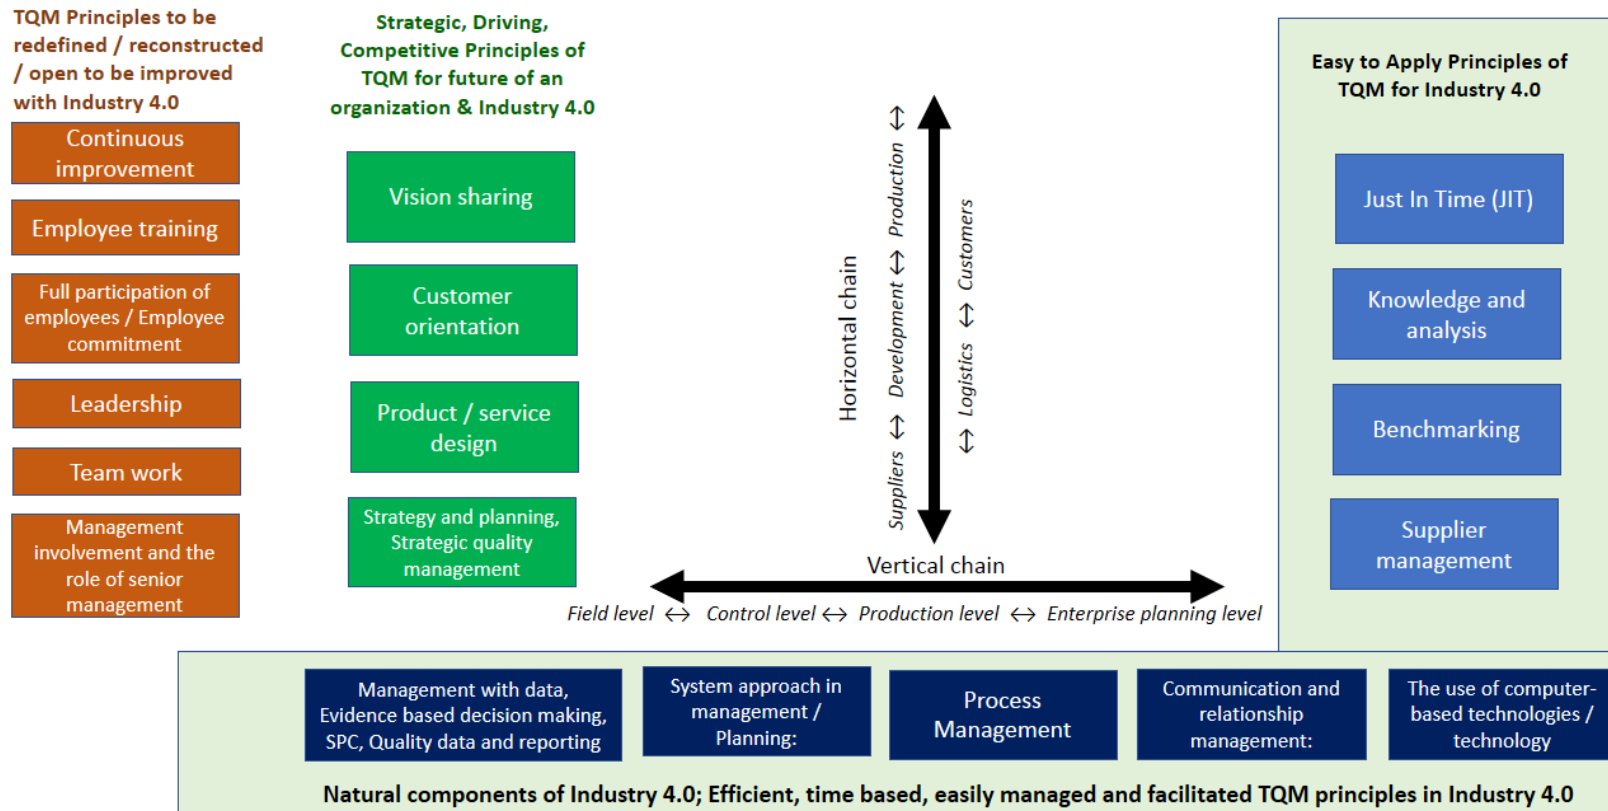 TQM Principles to be
redefined / reconstructed
/ open to be improved
with Industry 4.0
Continuous
improvement
Employee training
Full participation of
employees / Employee
commitment
Leadership
Team work
Management
involvement and the
role of senior
management
Strategic, Driving,
Competitive Principles of
TQM for future of an
organization & Industry 4.0
Vision sharing
Customer
orientation
Product / service
design
Strategy and planning,
Strategic quality
management
Horizontal chain
Suppliers ↔ Development ↔ Production ↔
↔ Logistics ↔ Customers
Vertical chain
Field level ↔ Control level ↔ Production level ↔ Enterprise planning level
Easy to Apply Principles of
TQM for Industry 4.0
Just In Time (JIT)
Knowledge and
analysis
Benchmarking
Supplier
management
Management with data,
Evidence based decision making,
SPC, Quality data and reporting
System approach in
management /
Planning:
Process
Management
Communication and
relationship
management:
The use of computer-
based technologies /
technology
Natural components of Industry 4.0; Efficient, time based, easily managed and facilitated TQM principles in Industry 4.0